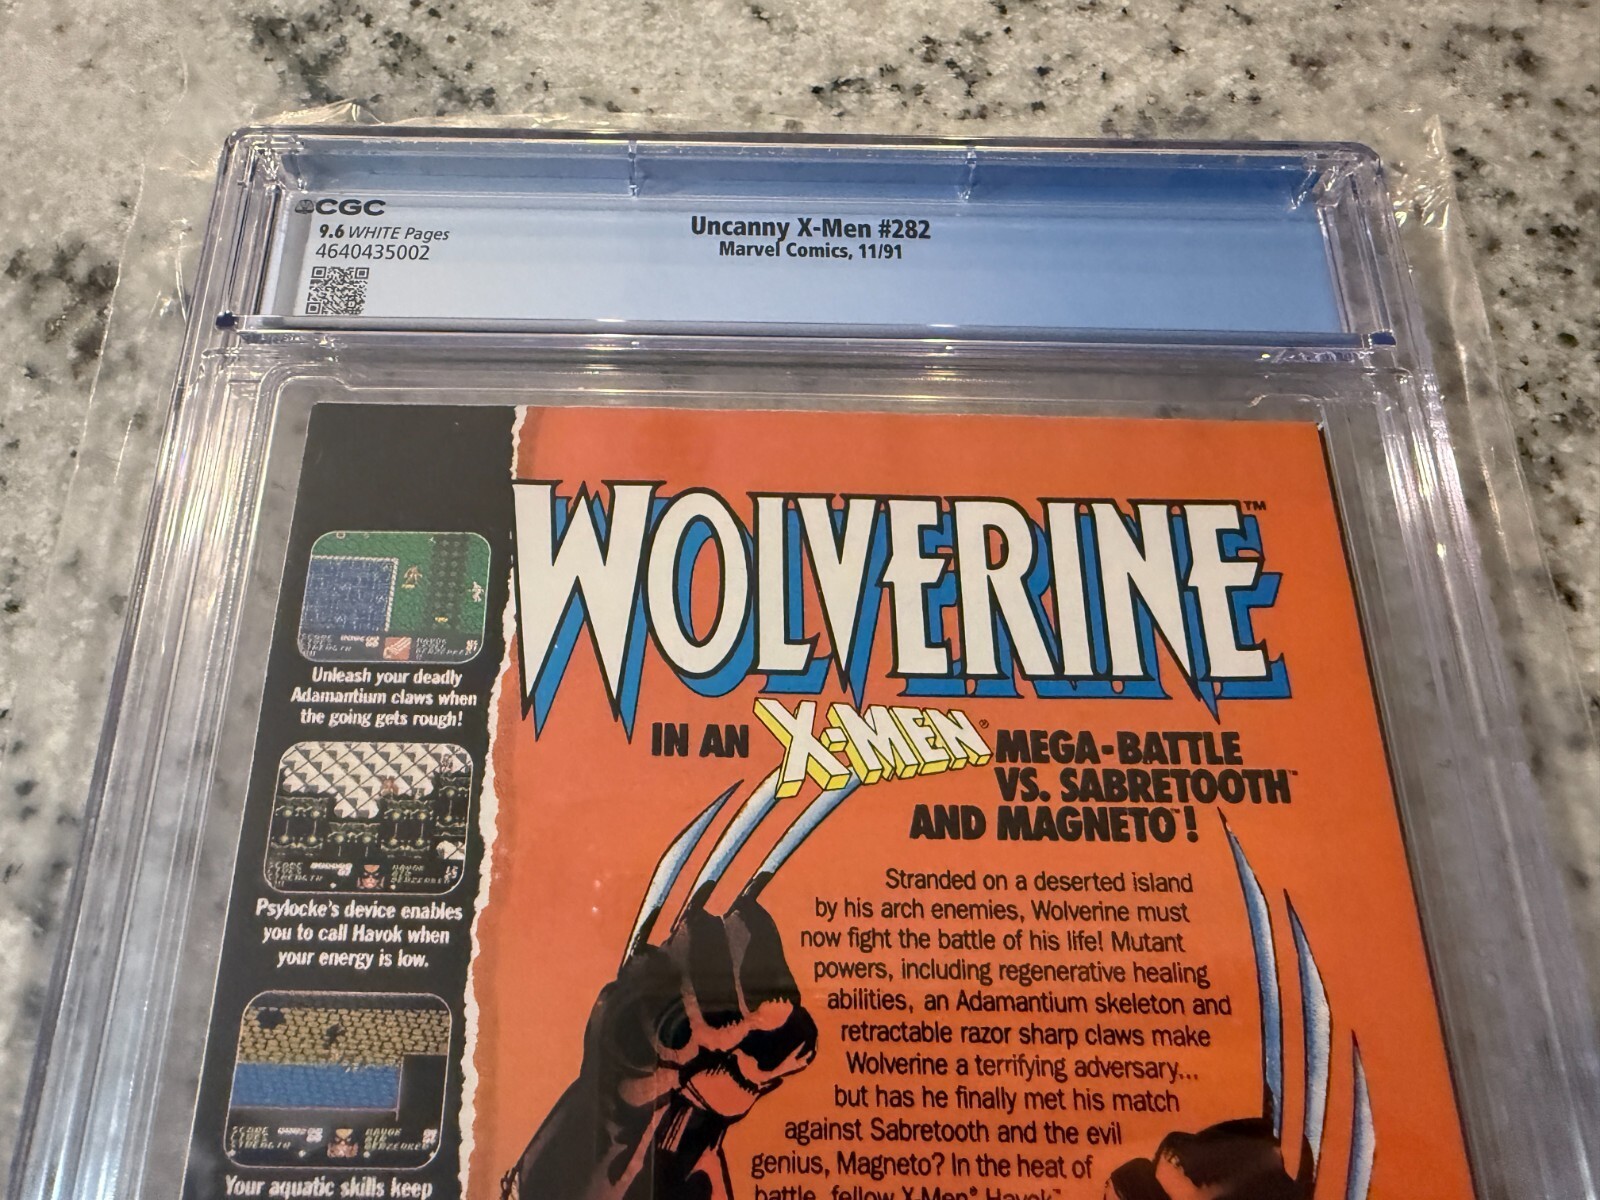 CGC
9.6 WHITE Pages
4640435002
Uncanny X-Men #282
Marvel Comics, 11/91
WOLVERINE™
IN AN X-MEN® MEGA-BATTLE
VS. SABRETOOTH™
AND MAGNETO™!
Stranded on a deserted island
by his arch enemies, Wolverine must
now fight the battle of his life! Mutant
powers, including regenerative healing
abilities, an Adamantium skeleton and
retractable razor sharp claws make
Wolverine a terrifying adversary...
but has he finally met his match
against Sabretooth and the evil
genius, Magneto? In the heat of
battle, fellow X-Men® Havok™
Unleash your deadly
Adamantium claws when
the going gets rough!
Psylocke's device enables
you to call Havok when
your energy is low.
Your aquatic skills keep